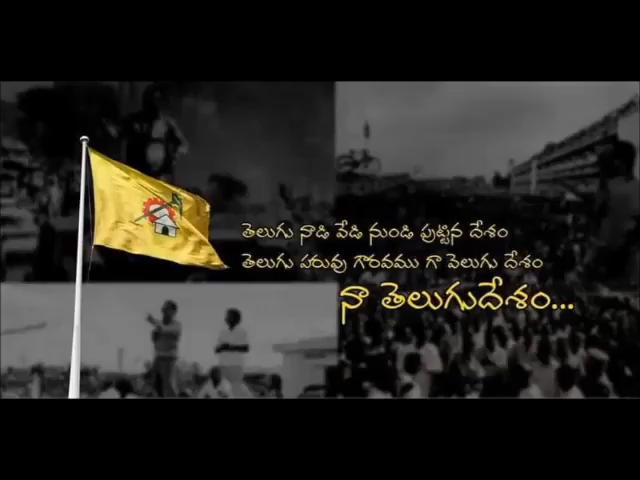 తెలుగు నాడి వేడి నుండి పుట్టిన దేశం
తెలుగు పరువు గౌరవము గా వెలుగు దేశం
నా తెలుగుదేశం...